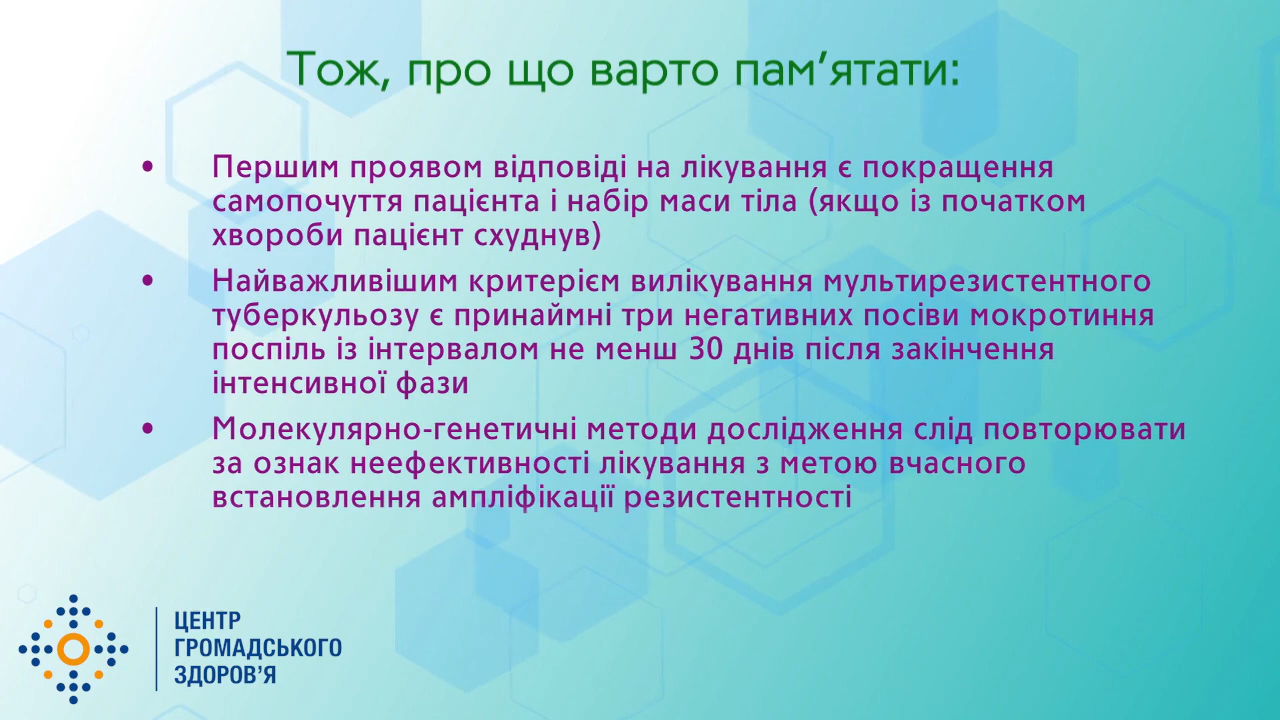 Тож, про що варто пам’ятати:
• Першим проявом відповіді на лікування є покращення
самопочуття пацієнта і набір маси тіла (якщо із початком
хвороби пацієнт схуднув)
• Найважливішим критерієм вилікування мультирезистентного
туберкульозу є принаймні три негативних посіви мокротиння
поспіль із інтервалом не менш 30 днів після закінчення
інтенсивної фази
• Молекулярно-генетичні методи дослідження слід повторювати
за ознак неефективності лікування з метою вчасного
встановлення ампліфікації резистентності
ЦЕНТР
ГРОМАДСЬКОГО
ЗДОРОВ’Я